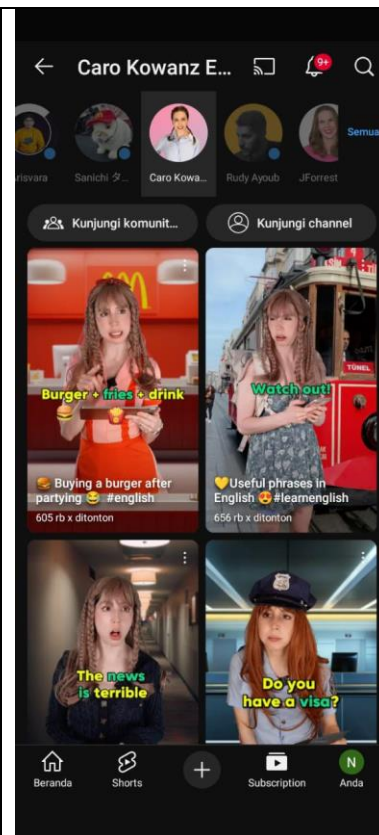 Caro Kowanz E...
9+
arisvara
Sanichi タ...
Caro Kowa...
Rudy Ayoub
JForrest
Semua
Kunjungi komunit...
Kunjungi channel
Burger + fries + drink
🍔 Buying a burger after
partying 😂 #english
605 rb x ditonton
TÜNEL
Watch out!
💛Useful phrases in
English 😍#learnenglish
656 rb x ditonton
The news
is terrible
Do you
have a visa?
Beranda
Shorts
Subscription
N
Anda